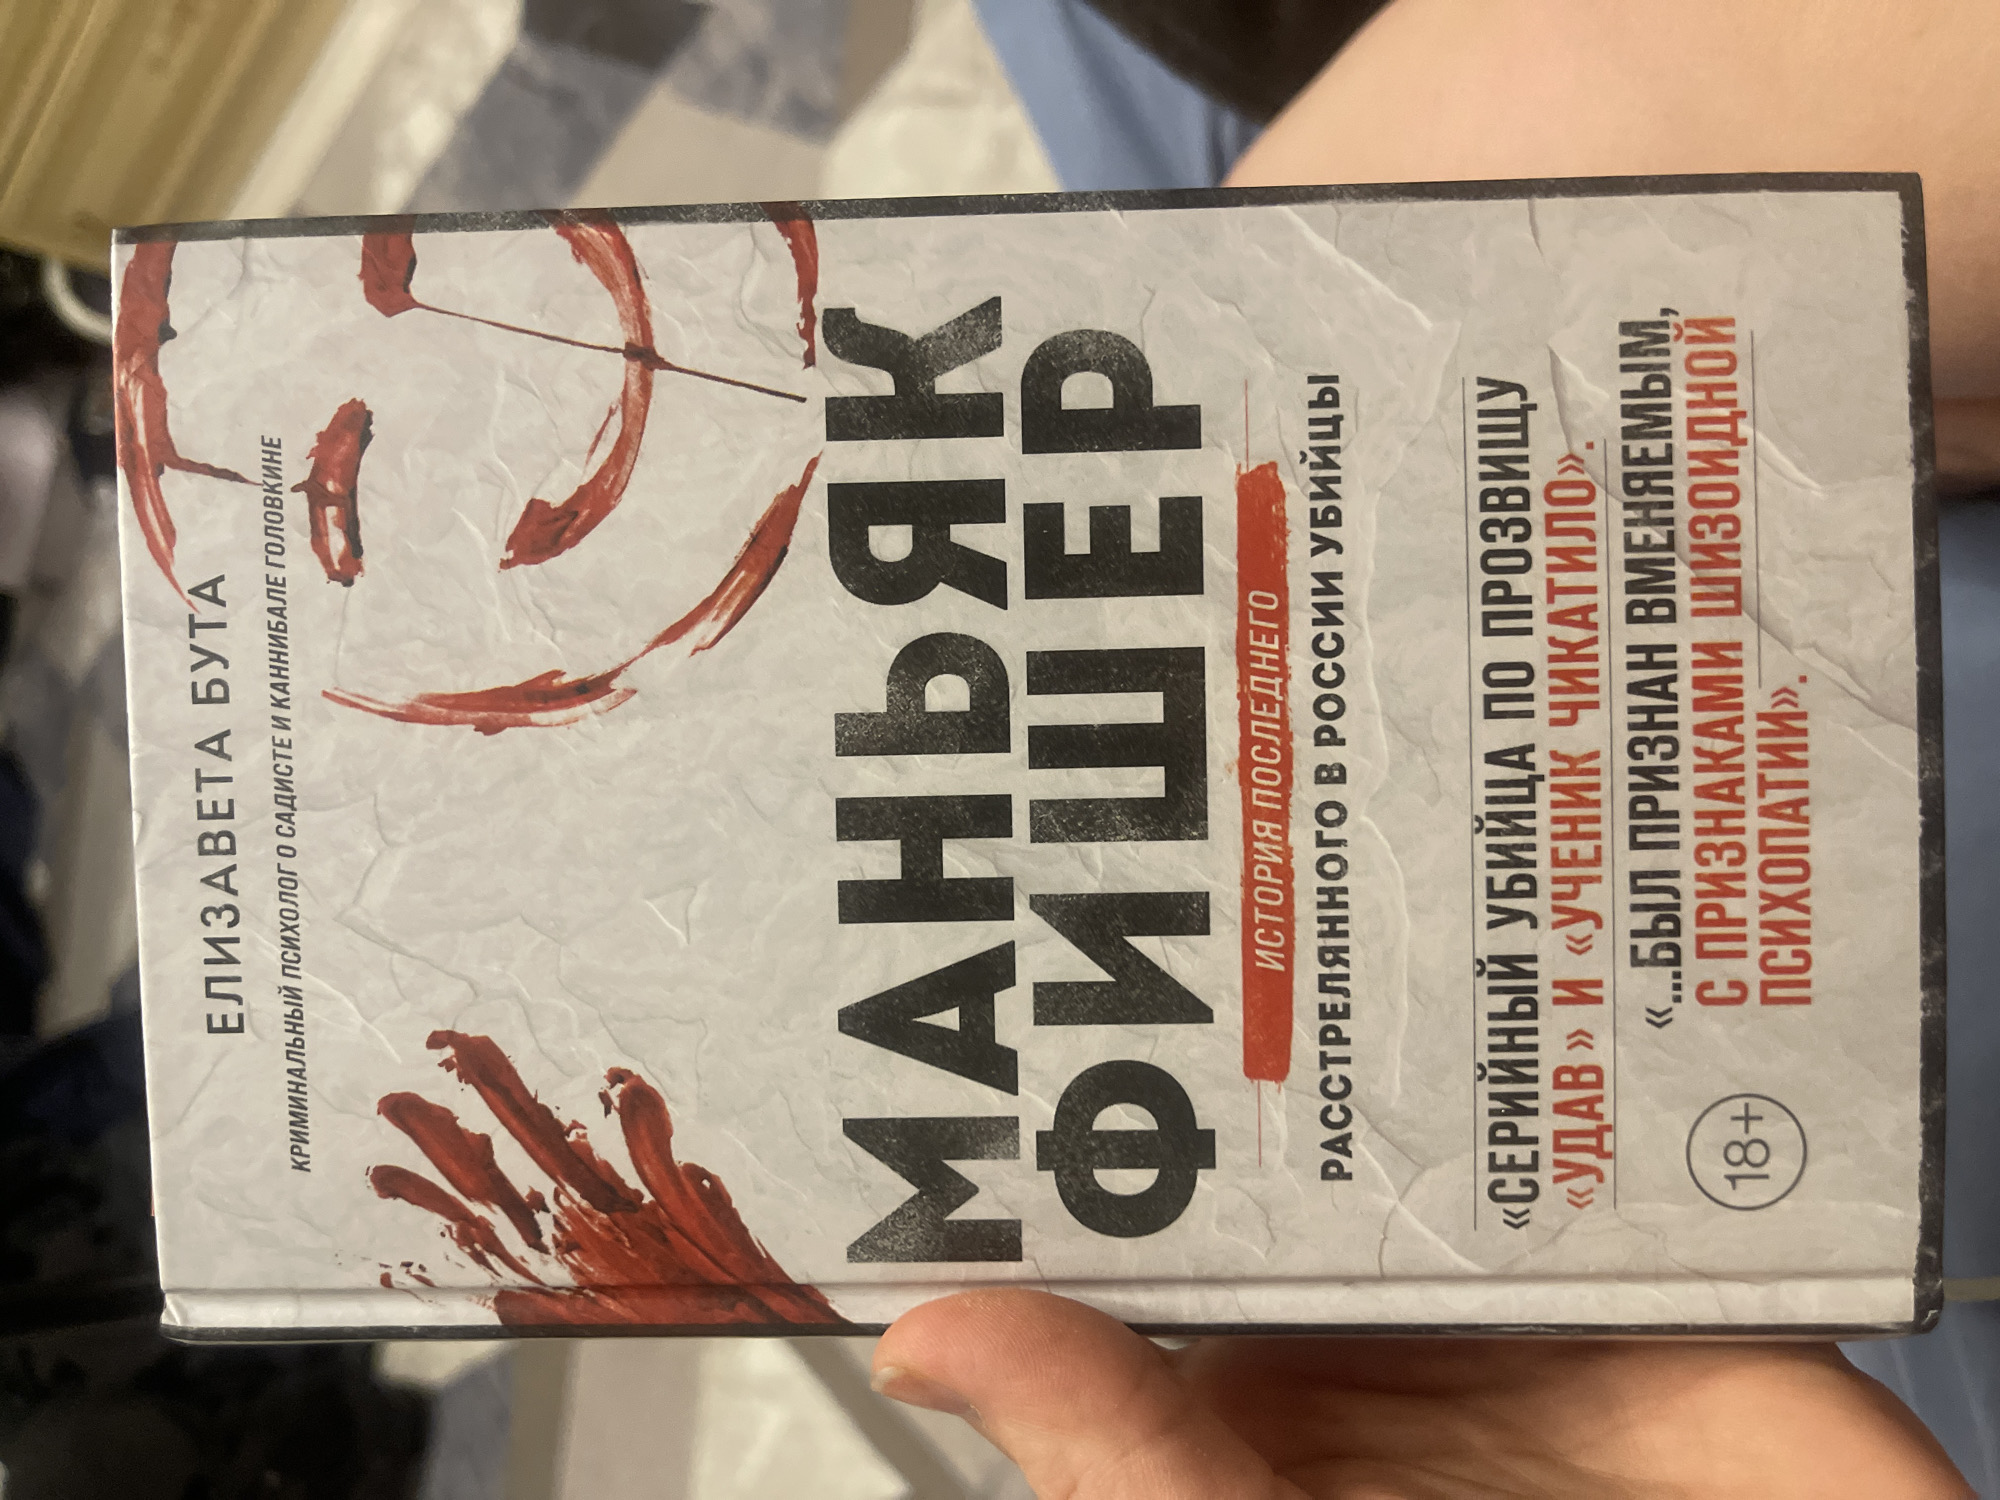 ЕЛИЗАВЕТА БУТА
КРИМИНАЛЬНЫЙ ПСИХОЛОГ О САДИСТЕ И КАННИБАЛЕ ГОЛОВКИНЕ
МАНЬЯК
ФИШЕР
ИСТОРИЯ ПОСЛЕДНЕГО
РАССТРЕЛЯННОГО В РОССИИ УБИЙЦЫ
«СЕРИЙНЫЙ УБИЙЦА ПО ПРОЗВИЩУ
«УДАВ» И «УЧЕНИК ЧИКАТИЛО».
«...БЫЛ ПРИЗНАН ВМЕНЯЕМЫМ,
С ПРИЗНАКАМИ ШИЗОИДНОЙ
ПСИХОПАТИИ».
18+